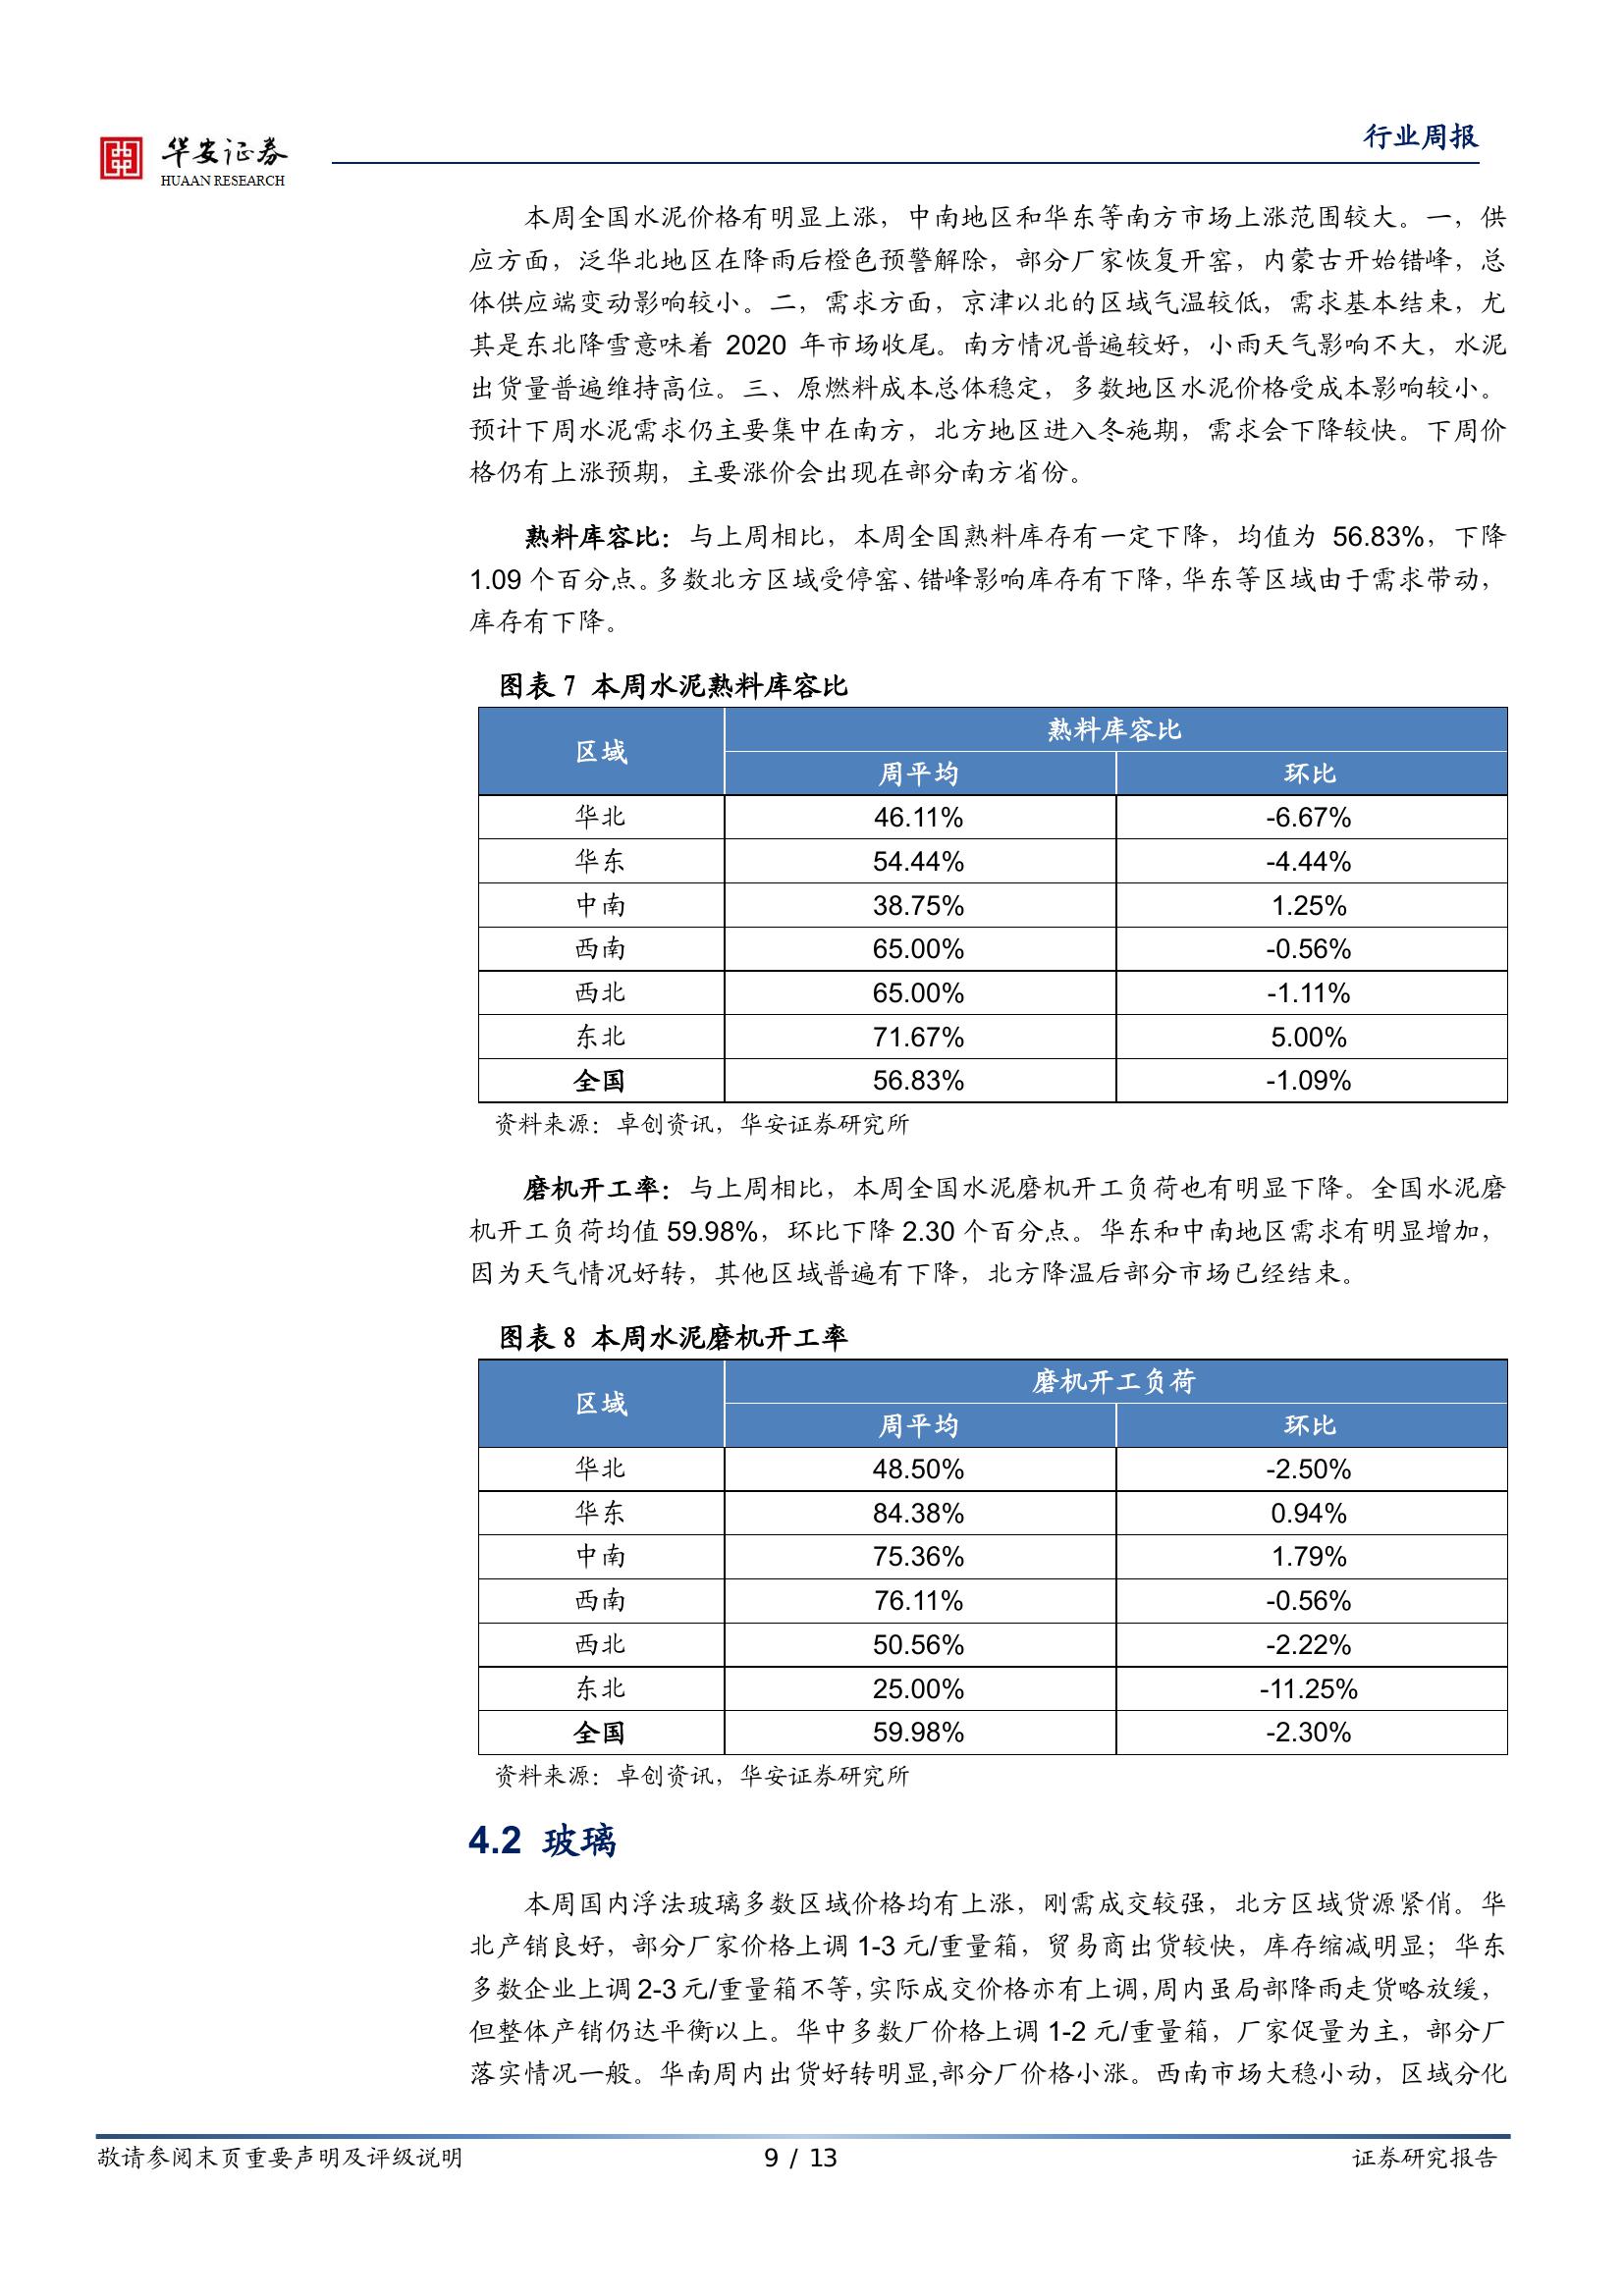 华安证券
HUAAN RESEARCH
行业周报
本周全国水泥价格有明显上涨，中南地区和华东等南方市场上涨范围较大。一，供
应方面，泛华北地区在降雨后橙色预警解除，部分厂家恢复开窑，内蒙古开始错峰，总
体供应端变动影响较小。二，需求方面，京津以北的区域气温较低，需求基本结束，尤
其是东北降雪意味着 2020 年市场收尾。南方情况普遍较好，小雨天气影响不大，水泥
出货量普遍维持高位。三、原燃料成本总体稳定，多数地区水泥价格受成本影响较小。
预计下周水泥需求仍主要集中在南方，北方地区进入冬施期，需求会下降较快。下周价
格仍有上涨预期，主要涨价会出现在部分南方省份。
熟料库容比：与上周相比，本周全国熟料库存有一定下降，均值为 56.83%，下降
1.09 个百分点。多数北方区域受停窑、错峰影响库存有下降，华东等区域由于需求带动，
库存有下降。
图表 7 本周水泥熟料库容比
区域 熟料库容比
周平均 环比
华北 46.11% -6.67%
华东 54.44% -4.44%
中南 38.75% 1.25%
西南 65.00% -0.56%
西北 65.00% -1.11%
东北 71.67% 5.00%
全国 56.83% -1.09%
资料来源：卓创资讯，华安证券研究所
磨机开工率：与上周相比，本周全国水泥磨机开工负荷也有明显下降。全国水泥磨
机开工负荷均值 59.98%，环比下降 2.30 个百分点。华东和中南地区需求有明显增加，
因为天气情况好转，其他区域普遍有下降，北方降温后部分市场已经结束。
图表 8 本周水泥磨机开工率
区域 磨机开工负荷
周平均 环比
华北 48.50% -2.50%
华东 84.38% 0.94%
中南 75.36% 1.79%
西南 76.11% -0.56%
西北 50.56% -2.22%
东北 25.00% -11.25%
全国 59.98% -2.30%
资料来源：卓创资讯，华安证券研究所
4.2 玻璃
本周国内浮法玻璃多数区域价格均有上涨，刚需成交较强，北方区域货源紧俏。华
北产销良好，部分厂家价格上调 1-3 元/重量箱，贸易商出货较快，库存缩减明显；华东
多数企业上调 2-3 元/重量箱不等，实际成交价格亦有上调，周内虽局部降雨走货略放缓，
但整体产销仍达平衡以上。华中多数厂价格上调 1-2 元/重量箱，厂家促量为主，部分厂
落实情况一般。华南周内出货好转明显,部分厂价格小涨。西南市场大稳小动，区域分化
敬请参阅末页重要声明及评级说明 9 / 13 证券研究报告